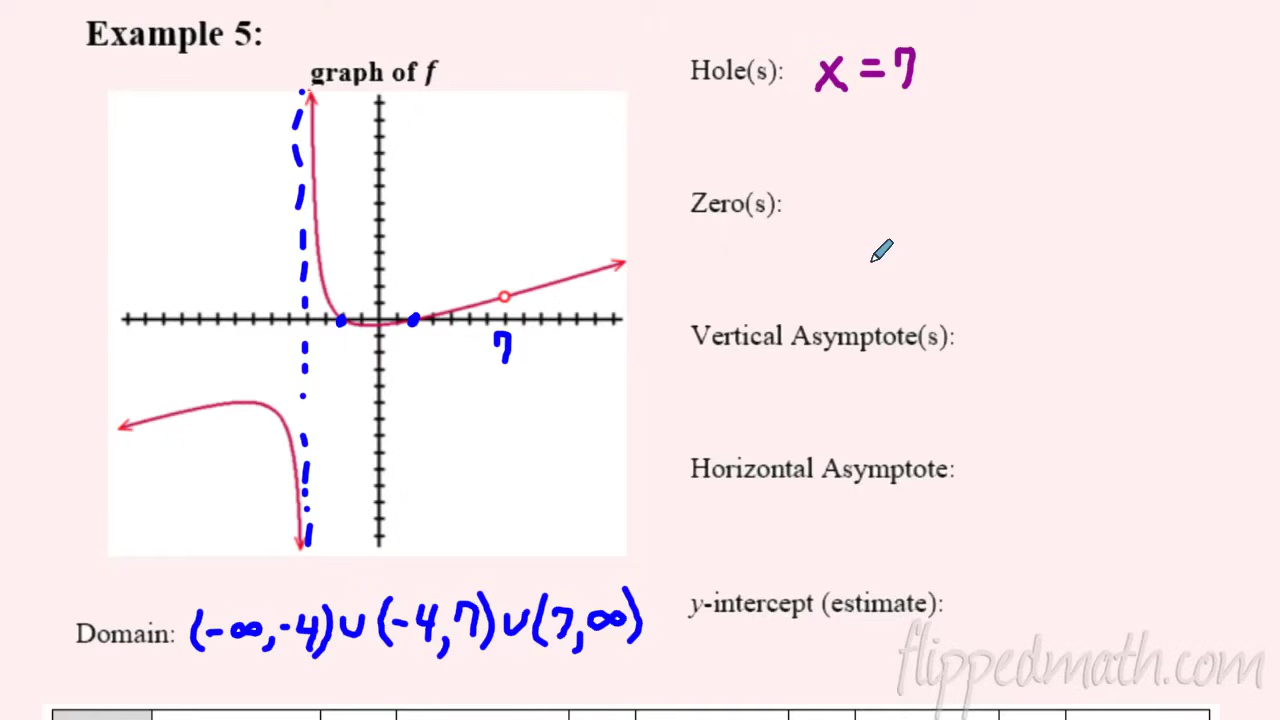 Example 5:
graph of f
Hole(s): x = 7
Zero(s):
7
Vertical Asymptote(s):
Horizontal Asymptote:
y-intercept (estimate):
Domain: (-∞, -4) ∪ (-4, 7) ∪ (7, ∞)
flippedmath.com